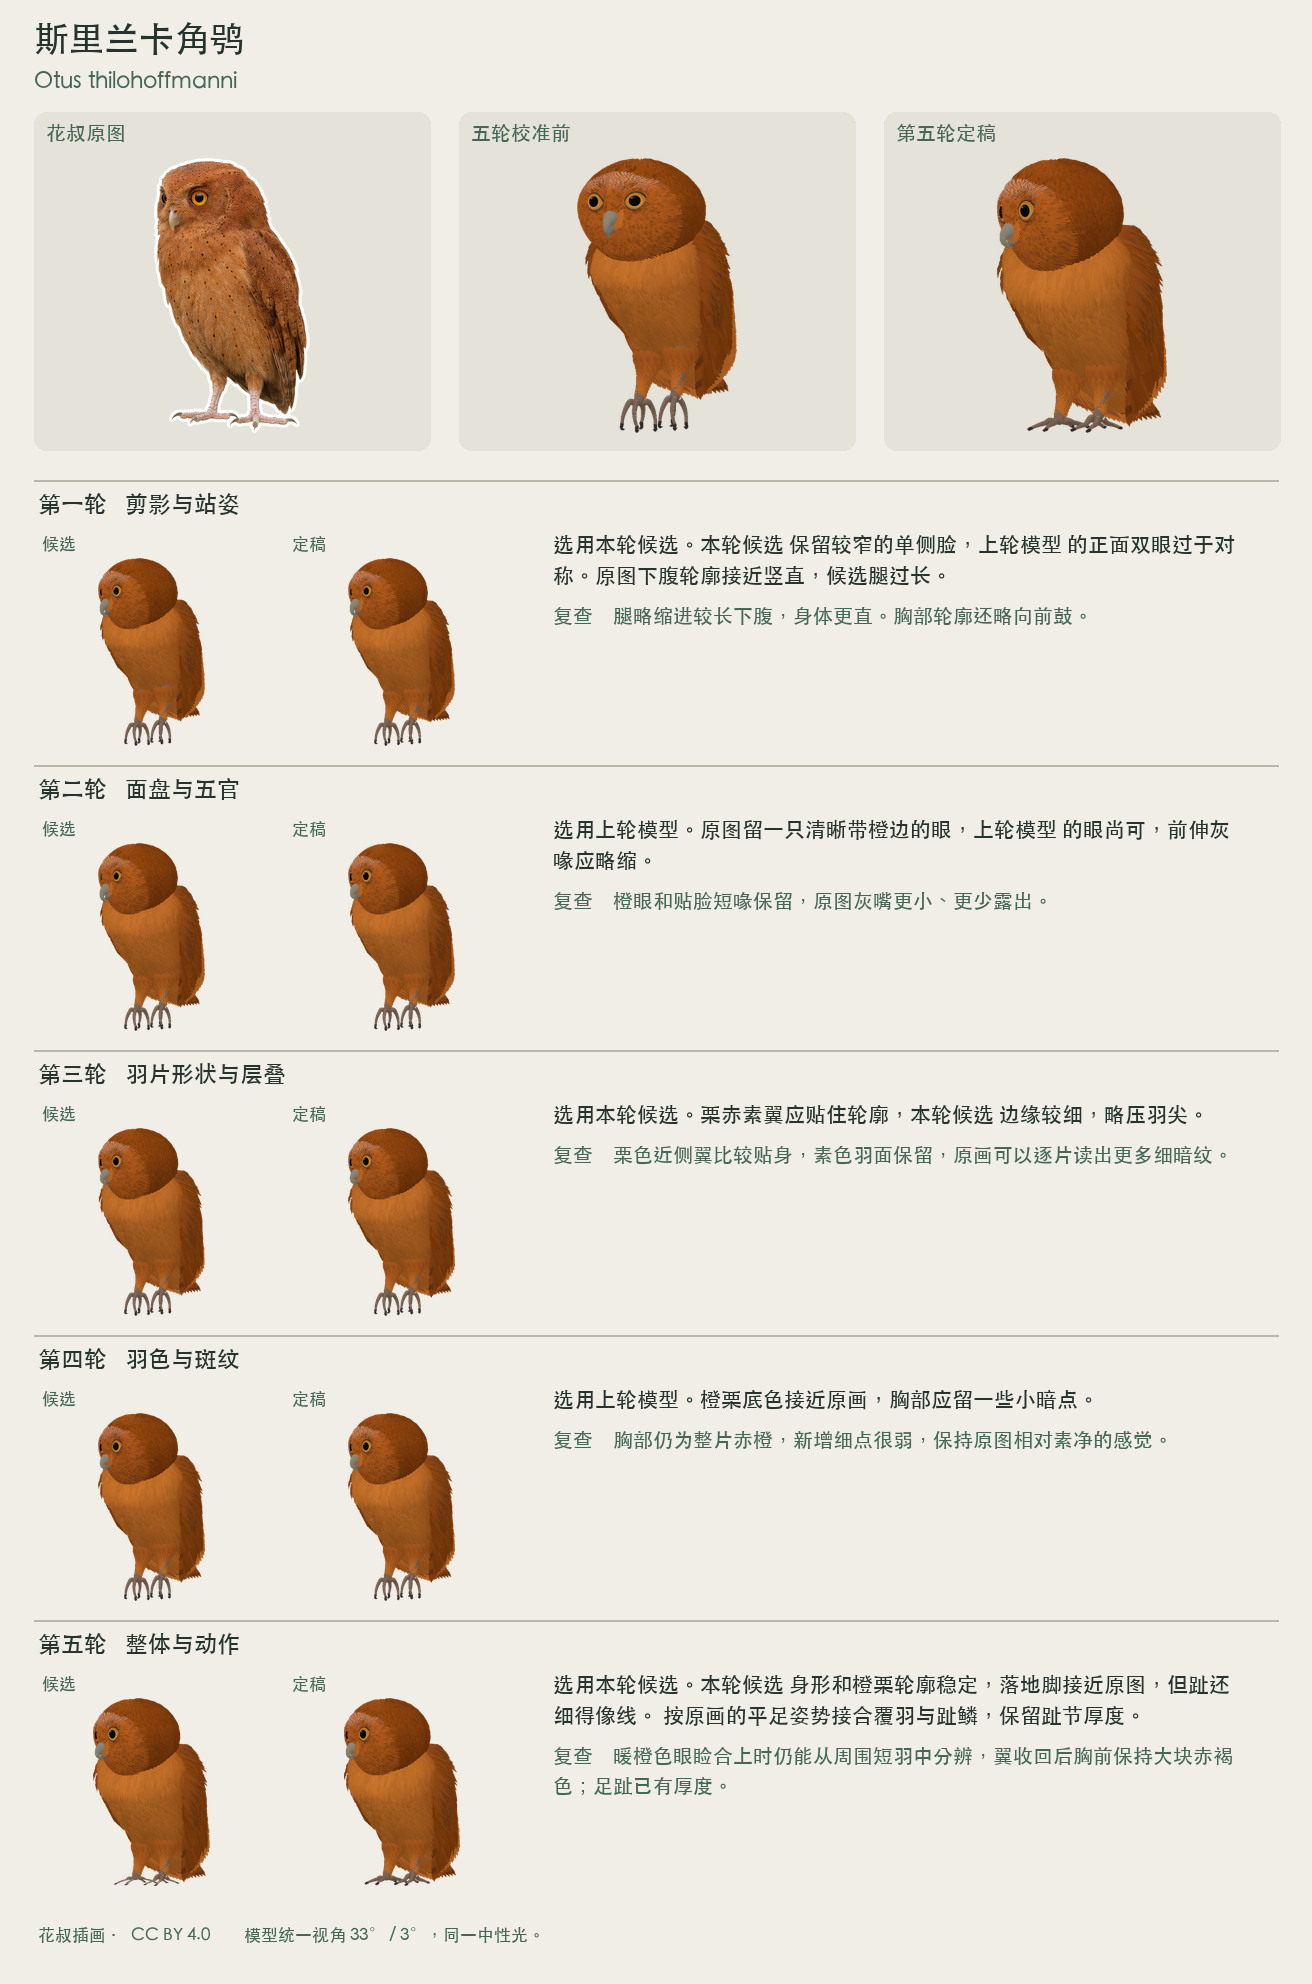 斯里兰卡角鸮
Otus thilohoffmanni
花叔原图
五轮校准前
第五轮定稿
第一轮 剪影与站姿
候选
定稿
选用本轮候选。本轮候选 保留较窄的单侧脸，上轮模型 的正面双眼过于对
称。原图下腹轮廓接近竖直，候选腿过长。
复查 腿略缩进较长下腹，身体更直。胸部轮廓还略向前鼓。
第二轮 面盘与五官
候选
定稿
选用上轮模型。原图留一只清晰带橙边的眼，上轮模型 的眼尚可，前伸灰
喙应略缩。
复查 橙眼和贴脸短喙保留，原图灰嘴更小、更少露出。
第三轮 羽片形状与层叠
候选
定稿
选用本轮候选。栗赤素翼应贴住轮廓，本轮候选 边缘较细，略压羽尖。
复查 栗色近侧翼比较贴身，素色羽面保留，原画可以逐片读出更多细暗纹。
第四轮 羽色与斑纹
候选
定稿
选用上轮模型。橙栗底色接近原画，胸部应留一些小暗点。
复查 胸部仍为整片赤橙，新增细点很弱，保持原图相对素净的感觉。
第五轮 整体与动作
候选
定稿
选用本轮候选。本轮候选 身形和橙栗轮廓稳定，落地脚接近原图，但趾还
细得像线。 按原画的平足姿势接合覆羽与趾鳞，保留趾节厚度。
复查 暖橙色眼睑合上时仍能从周围短羽中分辨，翼收回后胸前保持大块赤褐
色；足趾已有厚度。
花叔插画 · CC BY 4.0 模型统一视角 33° / 3°，同一中性光。